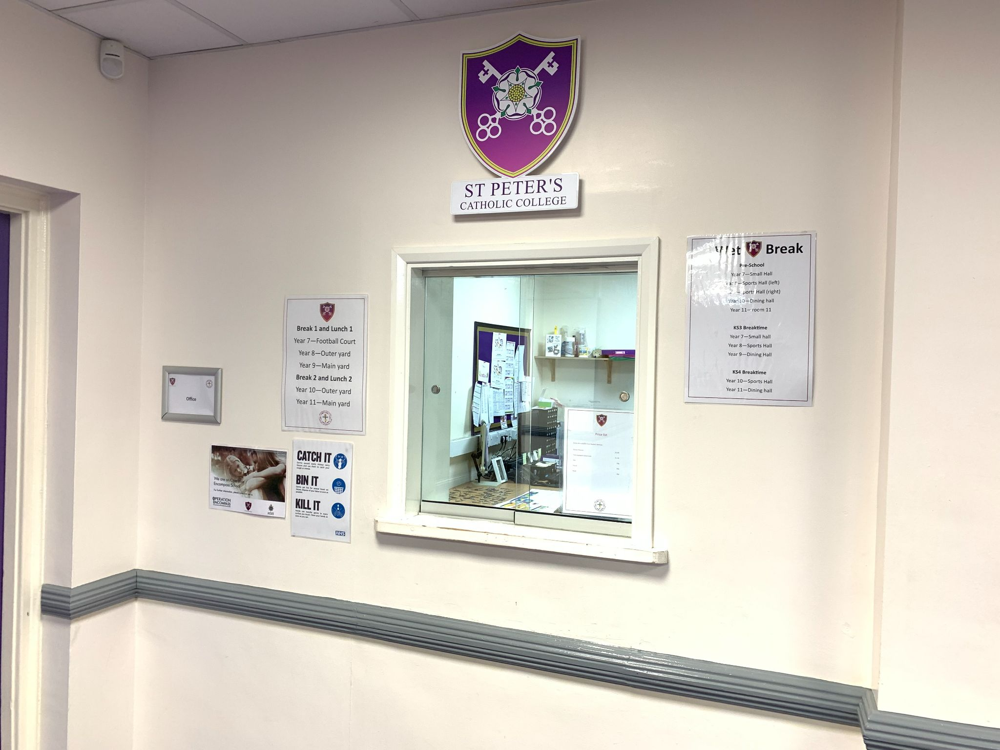 ST PETER'S
CATHOLIC COLLEGE
Wet Break
Pre-School
Year 7—Small Hall
8—Sports Hall (left)
Hall (right)
Year 10—Dining hall
Year 11—room 11
KS3 Breaktime
Year 7—Small hall
Year 8—Sports Hall
Year 9—Dining Hall
KS4 Breaktime
Year 10—Sports Hall
Year 11—Dining hall
Break 1 and Lunch 1
Year 7—Football Court
Year 8—Outer yard
Year 9—Main yard
Break 2 and Lunch 2
Year 10—Outer yard
Year 11—Main yard
Office
We are an Operation
Encompass School
For further information, please
OPERATION
ENCOMPASS
CATCH IT
Germs spread easily. Always carry
tissues and use them to catch your
cough or sneeze.
BIN IT
Germs can live for several hours on
tissues. Dispose of your tissue as soon as
possible.
KILL IT
Hands can transfer germs to every
surface you touch. Clean your hands as
soon as you can.
NHS
Price list